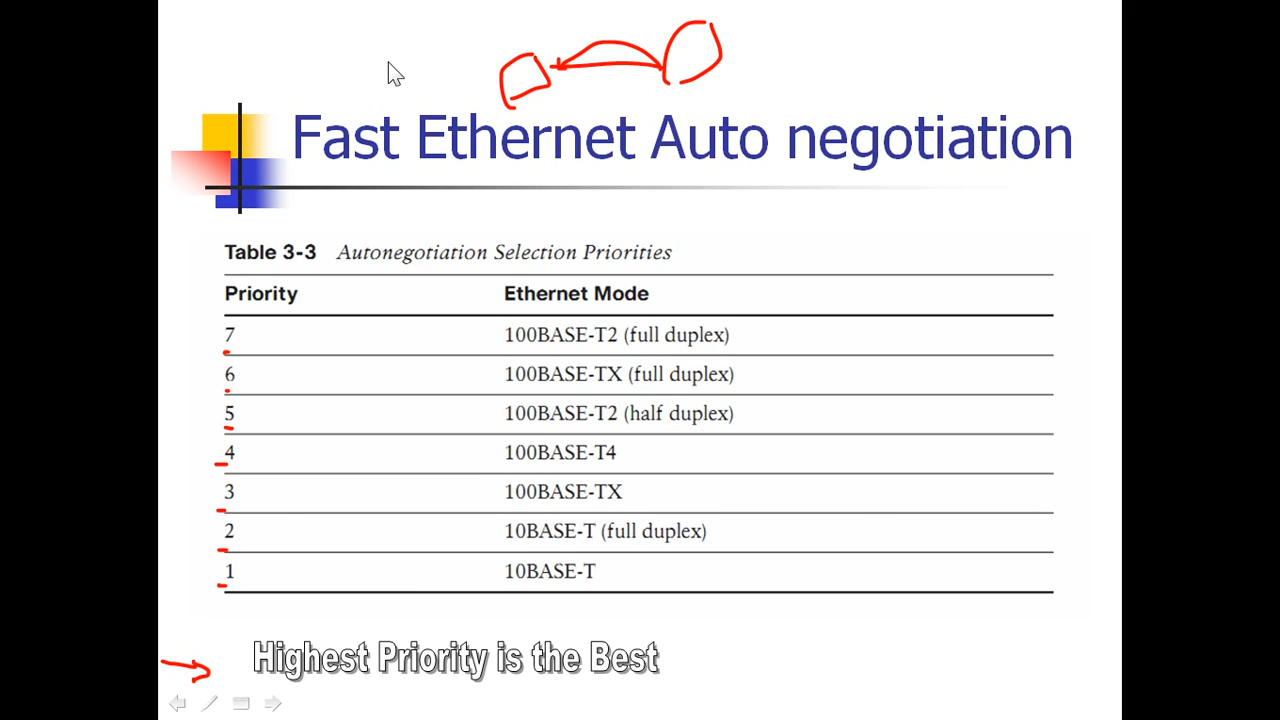 Fast Ethernet Auto negotiation
Table 3-3 Autonegotiation Selection Priorities
Priority Ethernet Mode
7 100BASE-T2 (full duplex)
6 100BASE-TX (full duplex)
5 100BASE-T2 (half duplex)
4 100BASE-T4
3 100BASE-TX
2 10BASE-T (full duplex)
1 10BASE-T
Highest Priority is the Best